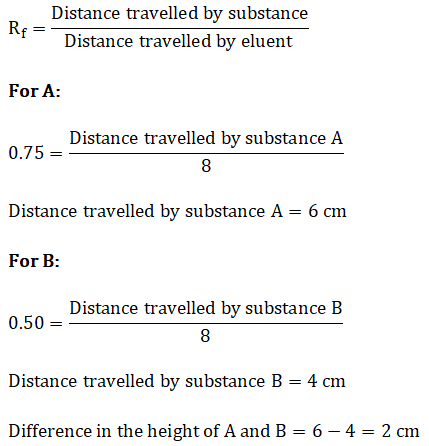 R_f = Distance travelled by substance / Distance travelled by eluent
For A:
0.75 = Distance travelled by substance A / 8
Distance travelled by substance A = 6 cm
For B:
0.50 = Distance travelled by substance B / 8
Distance travelled by substance B = 4 cm
Difference in the height of A and B = 6 − 4 = 2 cm